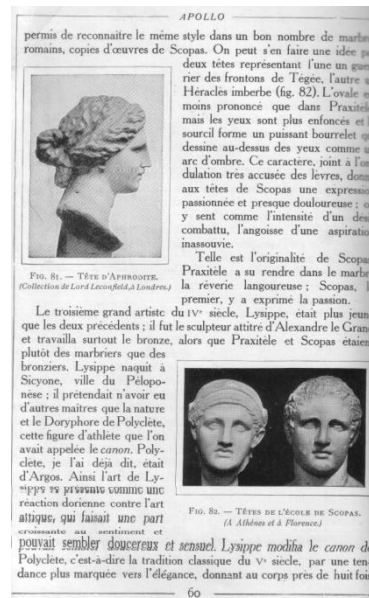 APOLLO
permis de reconnaître le même style dans un bon nombre de
romains, copies d'œuvres de Scopas. On peut s'en faire une idée
deux têtes représentant l'une un
rier des frontons de Tégée, l'autre
Héraclès imberbe (fig. 82). L'ovale
moins prononcé que dans
mais les yeux sont plus enfoncés et
sourcil forme un puissant bourrelet
dessine au-dessus des yeux comme
arc d'ombre. Ce caractère, joint à
dulation très accusée des lèvres,
aux têtes de Scopas une
passionnée et presque douloureuse ;
y sent comme l'intensité d'un
combattu, l'angoisse d'une
inassouvie.
Telle est l'originalité de
Praxitèle a su rendre dans le
la rêverie langoureuse ; Scopas,
premier, y a exprimé la passion.
FIG. 81. — TÊTE D'APHRODITE.
(Collection de Lord Leconfield, à Londres.)
Le troisième grand artiste du IVe siècle, Lysippe, était plus
que les deux précédents ; il fut le sculpteur attitré d'Alexandre le
et travailla surtout le bronze, alors que Praxitèle et Scopas
plutôt des marbriers que des
bronziers. Lysippe naquit à
Sicyone, ville du Pélopo-
nèse ; il prétendait n'avoir eu
d'autres maîtres que la nature
et le Doryphore de Polyclète,
cette figure d'athlète que l'on
avait appelée le canon. Poly-
clète, je l'ai déjà dit, était
d'Argos. Ainsi l'art de Ly-
sippe se présente comme une
réaction dorienne contre l'art
attique, qui faisait une part
croissante au sentiment et
FIG. 82. — TÊTES DE L'ÉCOLE DE SCOPAS.
(A Athènes et à Florence.)
pouvait sembler doucereux et sensuel. Lysippe modifia le canon
Polyclète, c'est-à-dire la tradition classique du Ve siècle, par une ten-
dance plus marquée vers l'élégance, donnant au corps près de huit
60